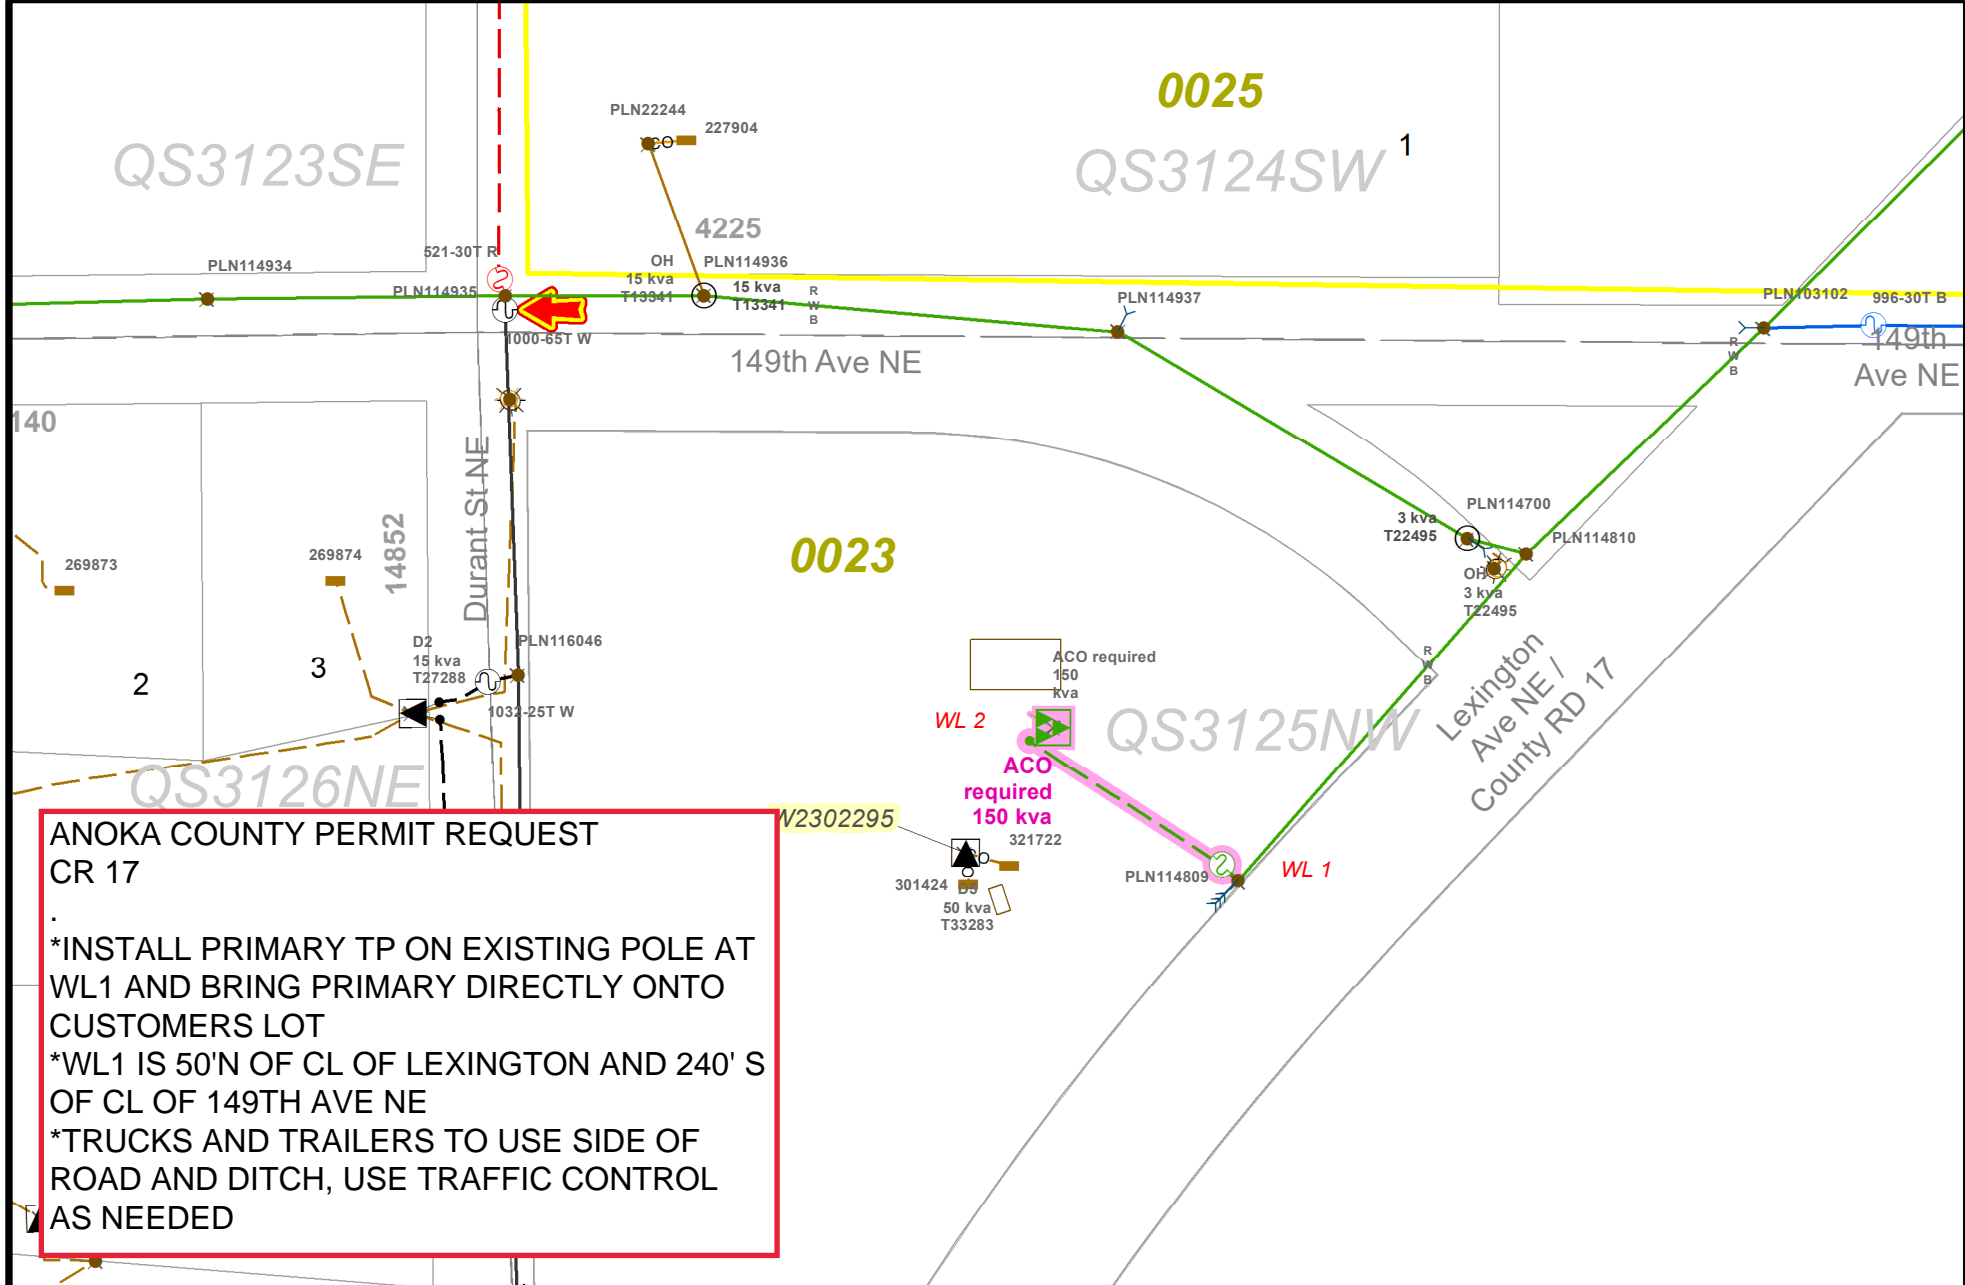 0025
PLN22244
227904
QS3123SE
QS3124SW
1
4225
521-30T R
OH
15 kva
T13341
PLN114936
15 kva
T13341
PLN114934
PLN114935
R
W
B
PLN114937
PLN103102
996-30T B
1000-65T W
149th Ave NE
R
W
B
149th
Ave NE
140
Durant St NE
14852
269873
269874
0023
PLN114700
3 kva
T22495
PLN114810
OH
3 kva
T22495
D2
15 kva
T27288
PLN116046
2
3
1032-25T W
ACO required
150
kva
R
W
B
Lexington
Ave NE /
County RD 17
WL 2
QS3125NW
QS3126NE
ACO
required
150 kva
W2302295
321722
CO
301424
D5
50 kva
T33283
PLN114809
WL 1
ANOKA COUNTY PERMIT REQUEST
CR 17
.
*INSTALL PRIMARY TP ON EXISTING POLE AT
WL1 AND BRING PRIMARY DIRECTLY ONTO
CUSTOMERS LOT
*WL1 IS 50'N OF CL OF LEXINGTON AND 240' S
OF CL OF 149TH AVE NE
*TRUCKS AND TRAILERS TO USE SIDE OF
ROAD AND DITCH, USE TRAFFIC CONTROL
AS NEEDED